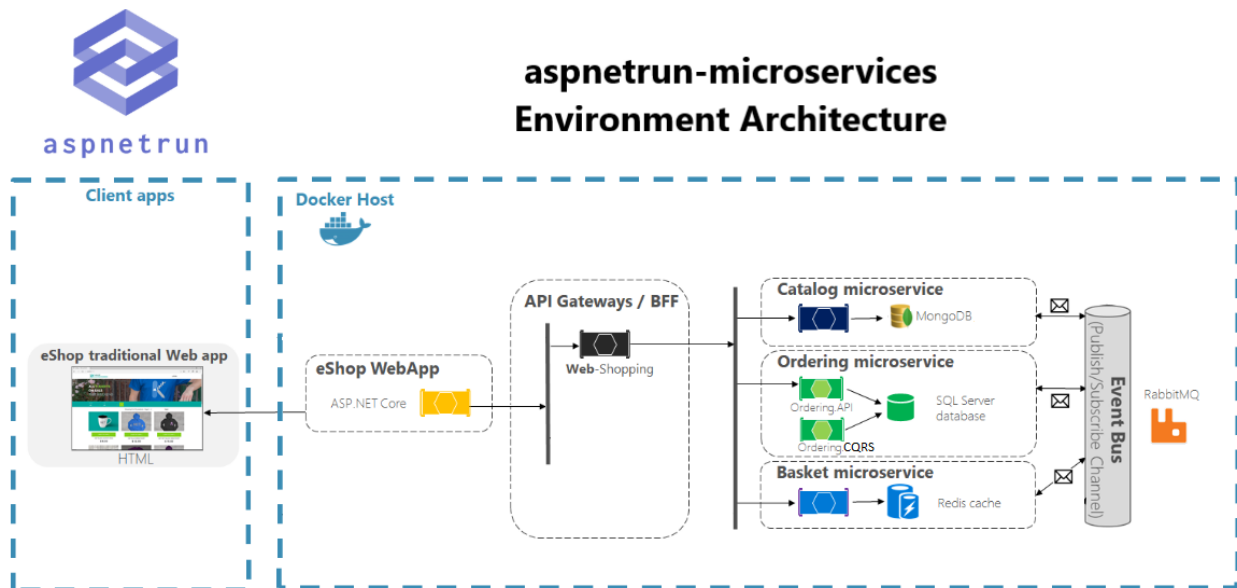 aspnetrun
aspnetrun-microservices
Environment Architecture
Client apps
eShop traditional Web app
HTML
Docker Host
eShop WebApp
ASP.NET Core
API Gateways / BFF
Web-Shopping
Catalog microservice
MongoDB
Ordering microservice
Ordering.API
Ordering.CQRS
SQL Server
database
Basket microservice
Redis cache
Event Bus
(Publish/Subscribe Channel)
RabbitMQ